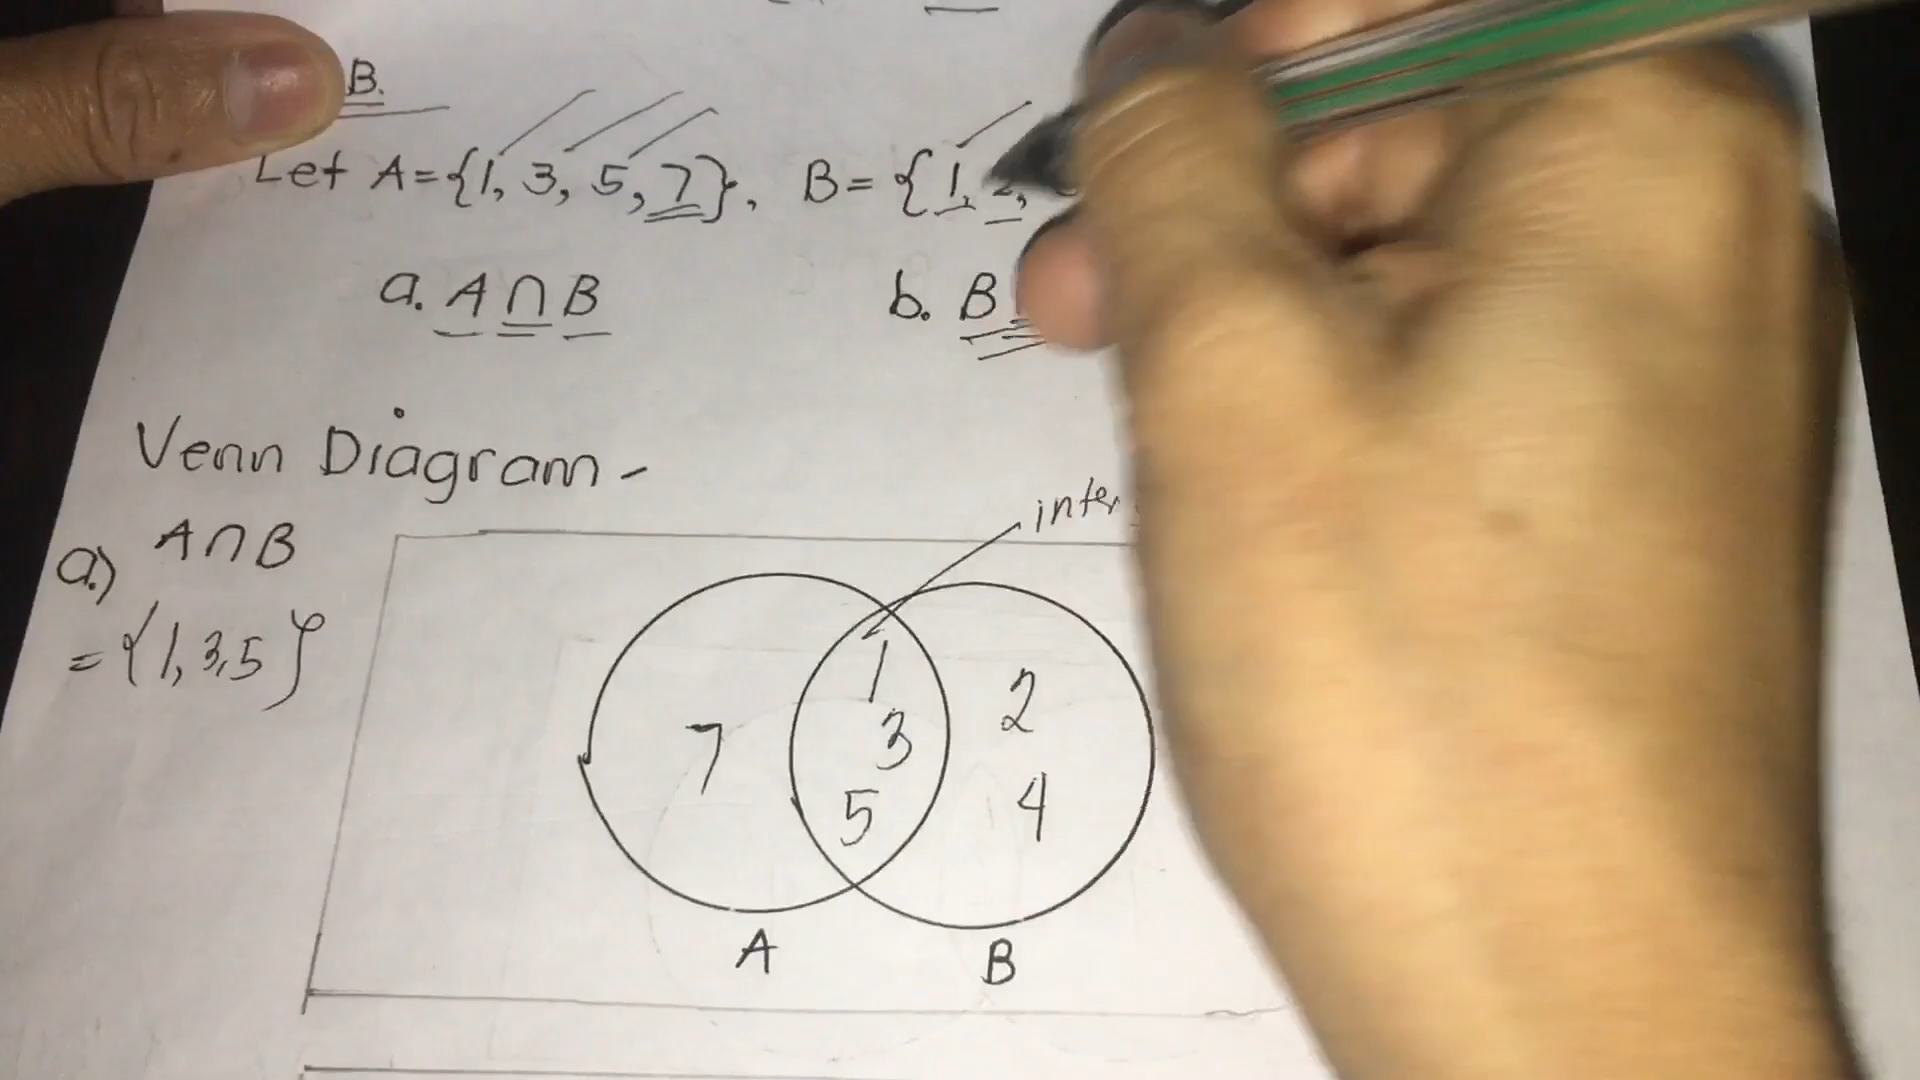 B.
Let A={1, 3, 5, 7}, B= {1, 2,
a. A∩B b. B
Venn Diagram -
a.) A∩B
= {1, 3, 5}
inter
1
7 3 2
5 4
A B